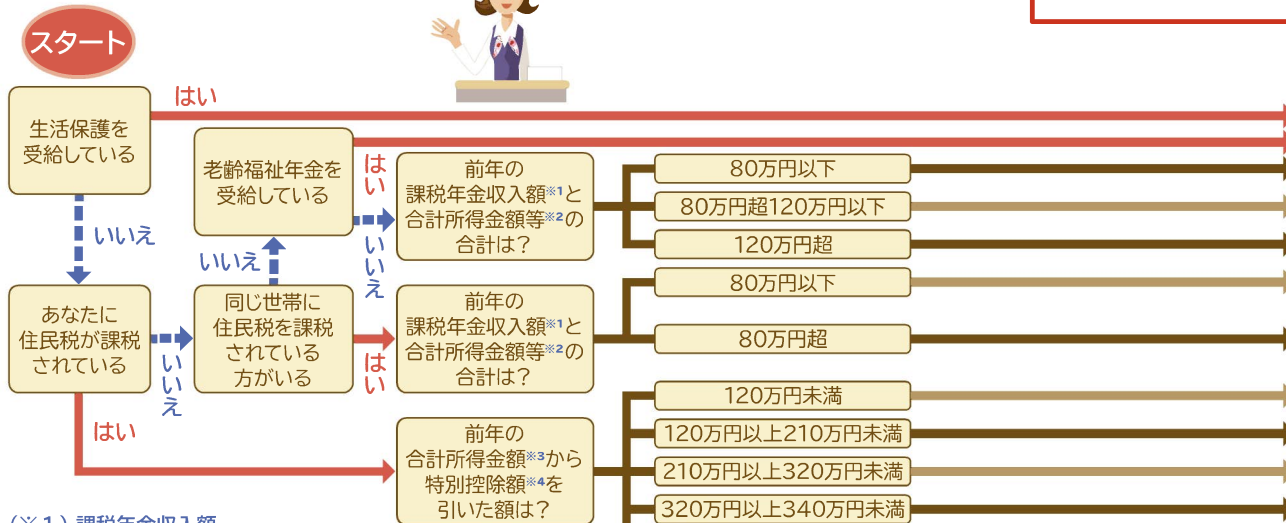 スタート
はい
生活保護を
受給している
老齢福祉年金を
受給している
はい
前年の
課税年金収入額※1と
合計所得金額等※2の
合計は？
80万円以下
80万円超120万円以下
120万円超
いいえ
いいえ
いいえ
あなたに
住民税が課税
されている
いいえ
同じ世帯に
住民税を課税
されている
方がいる
はい
前年の
課税年金収入額※1と
合計所得金額等※2の
合計は？
80万円以下
80万円超
はい
前年の
合計所得金額※3から
特別控除額※4を
引いた額は？
120万円未満
120万円以上210万円未満
210万円以上320万円未満
320万円以上340万円未満
(※1)課税年金収入額